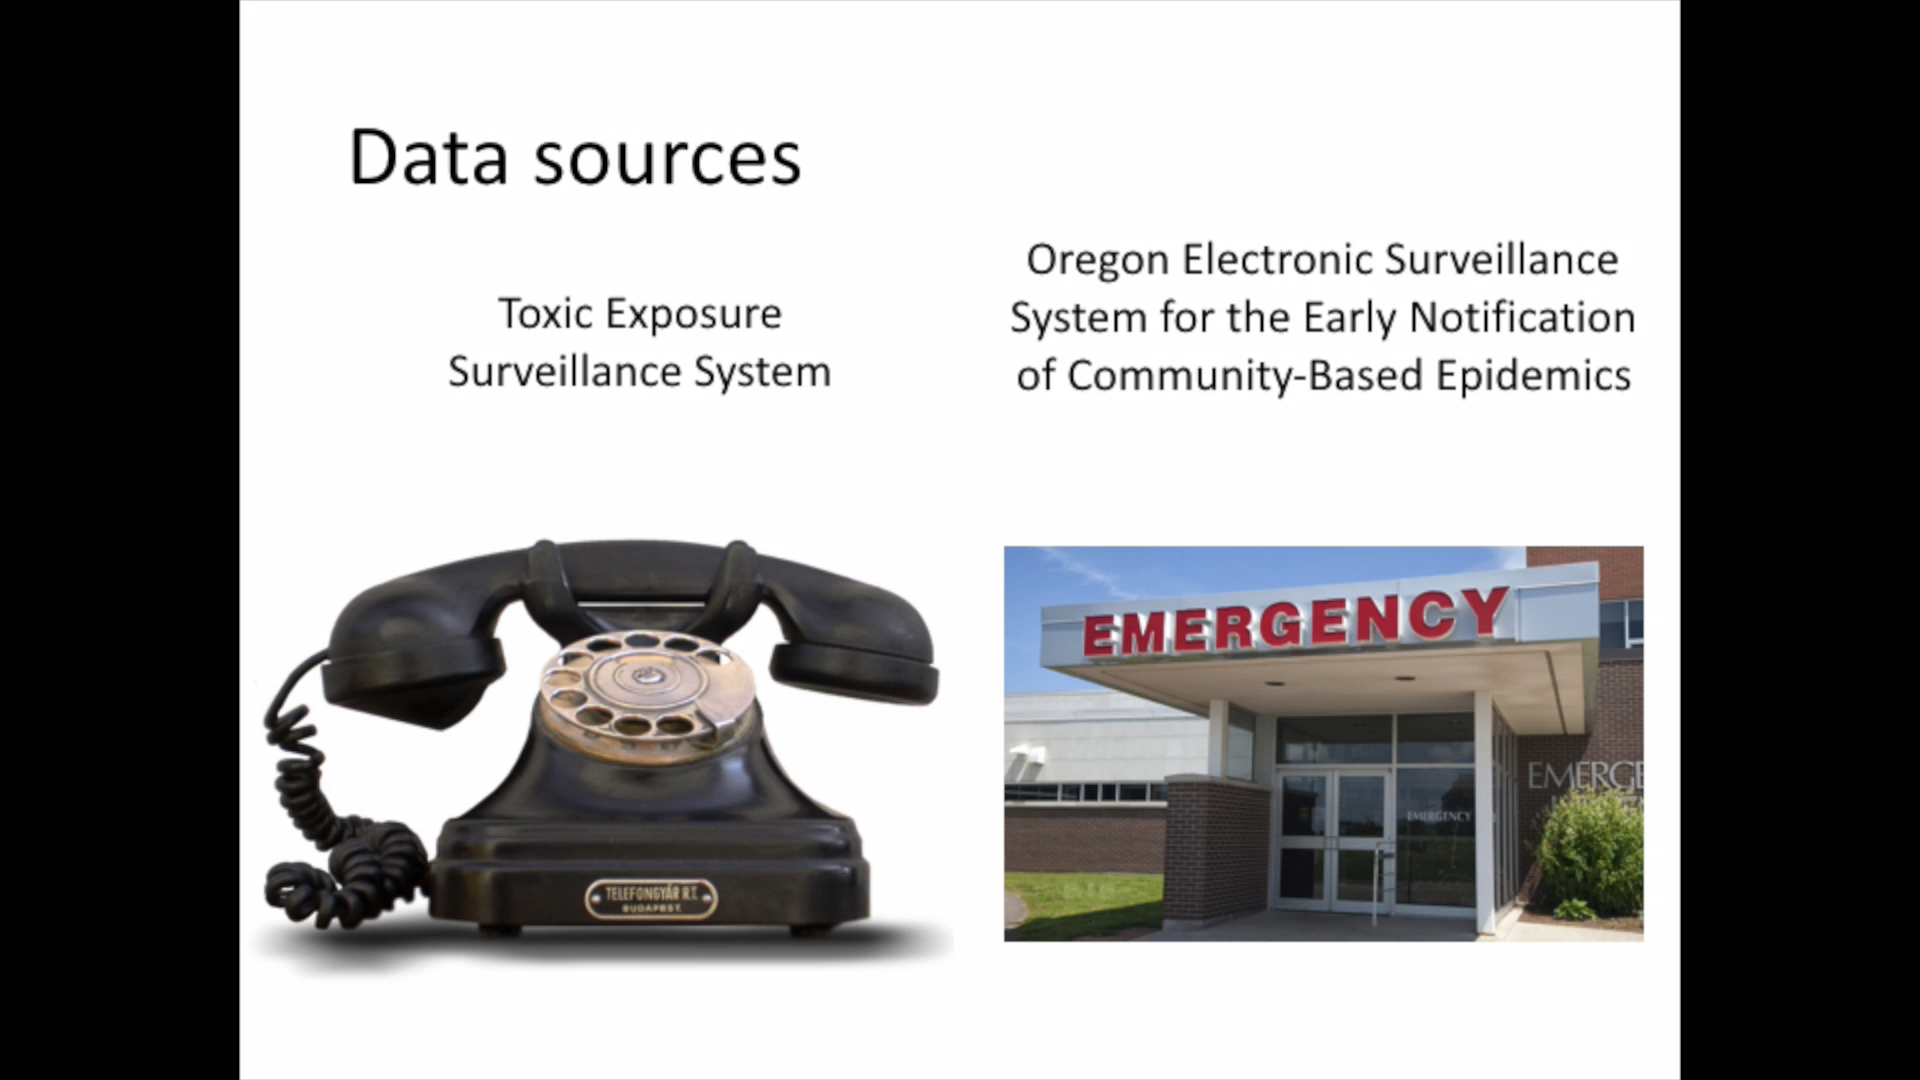 Data sources
Toxic Exposure
Surveillance System
Oregon Electronic Surveillance
System for the Early Notification
of Community-Based Epidemics
TELEFONGYÁR R.T.
BUDAPEST.
EMERGENCY
EMERGE
EMERGENCY